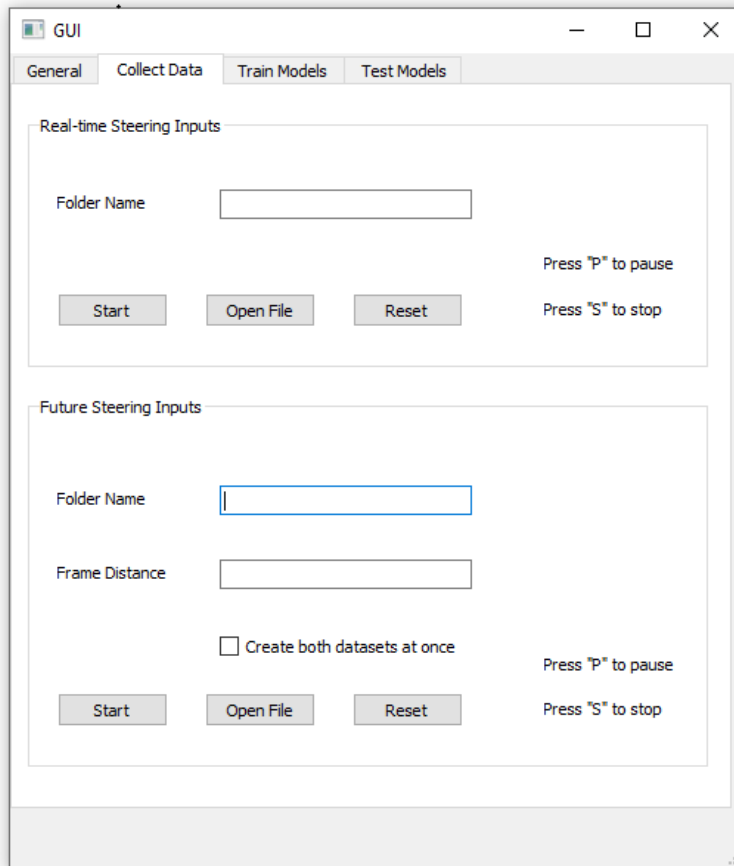 GUI
General Collect Data Train Models Test Models
Real-time Steering Inputs
Folder Name
Press "P" to pause
Start Open File Reset Press "S" to stop
Future Steering Inputs
Folder Name
Frame Distance
Create both datasets at once
Press "P" to pause
Start Open File Reset Press "S" to stop